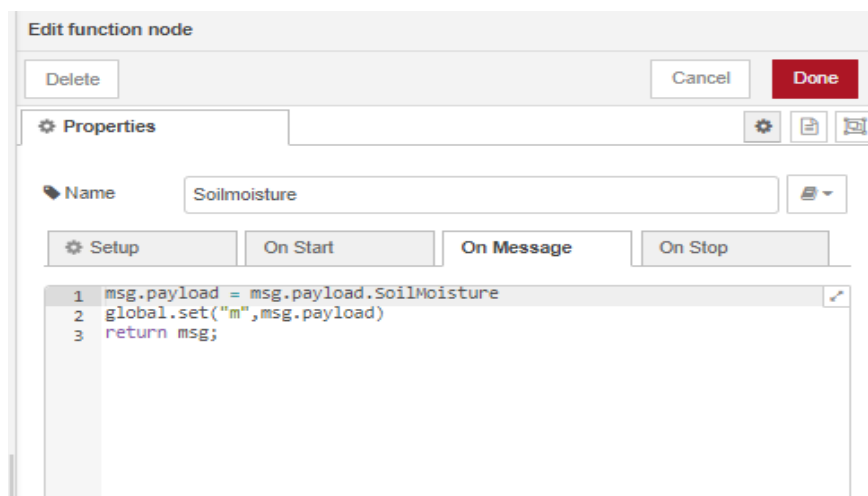 Edit function node
Delete
Cancel
Done
Properties
Name
Soilmoisture
Setup
On Start
On Message
On Stop
1 msg.payload = msg.payload.SoilMoisture
2 global.set("m",msg.payload)
3 return msg;